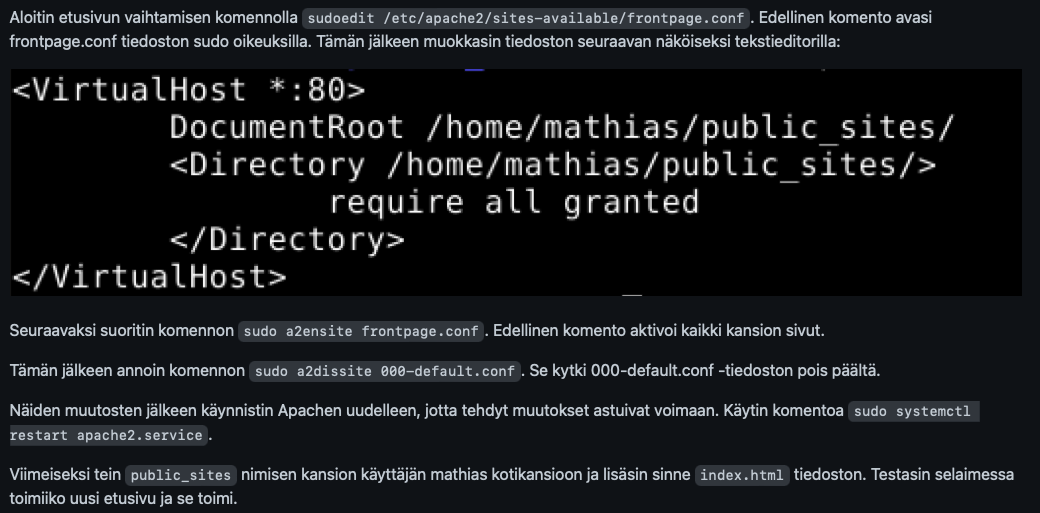 Aloitin etusivun vaihtamisen komennolla sudoedit /etc/apache2/sites-available/frontpage.conf. Edellinen komento avasi
frontpage.conf tiedoston sudo oikeuksilla. Tämän jälkeen muokkasin tiedoston seuraavan näköiseksi tekstieditorilla:
<VirtualHost *:80>
DocumentRoot /home/mathias/public_sites/
<Directory /home/mathias/public_sites/>
require all granted
</Directory>
</VirtualHost>
Seuraavaksi suoritin komennon sudo a2ensite frontpage.conf. Edellinen komento aktivoi kaikki kansion sivut.
Tämän jälkeen annoin komennon sudo a2dissite 000-default.conf. Se kytki 000-default.conf -tiedoston pois päältä.
Näiden muutosten jälkeen käynnistin Apachen uudelleen, jotta tehdyt muutokset astuivat voimaan. Käytin komentoa sudo systemctl
restart apache2.service.
Viimeiseksi tein public_sites nimisen kansion käyttäjän mathias kotikansioon ja lisäsin sinne index.html tiedoston. Testasin selaimessa
toimiiko uusi etusivu ja se toimi.